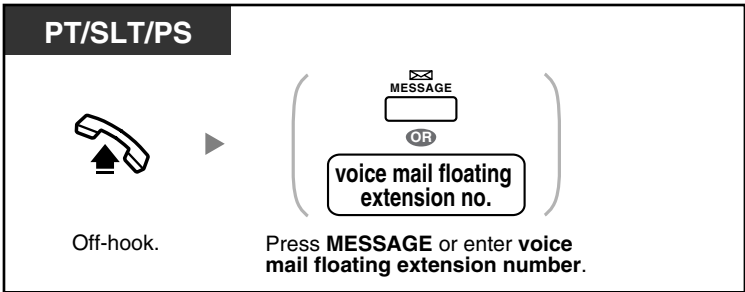 PT/SLT/PS
MESSAGE
OR
voice mail floating
extension no.
Off-hook.
Press MESSAGE or enter voice
mail floating extension number.